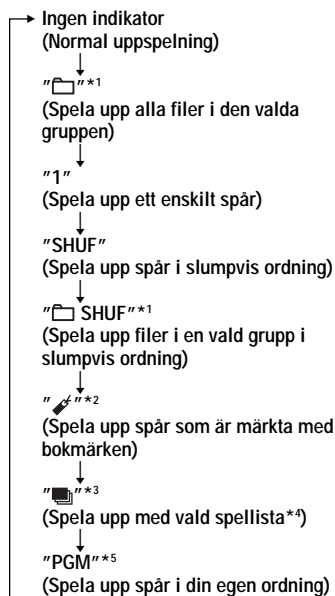 Ingen indikator
(Normal uppspelning)
"" *1
(Spela upp alla filer i den valda
gruppen)
"1"
(Spela upp ett enskilt spår)
"SHUF"
(Spela upp spår i slumpvis ordning)
" SHUF"*1
(Spela upp filer i en vald grupp i
slumpvis ordning)
" "*2
(Spela upp spår som är märkta med
bokmärken)
""*3
(Spela upp med vald spellista*4)
"PGM"*5
(Spela upp spår i din egen ordning)